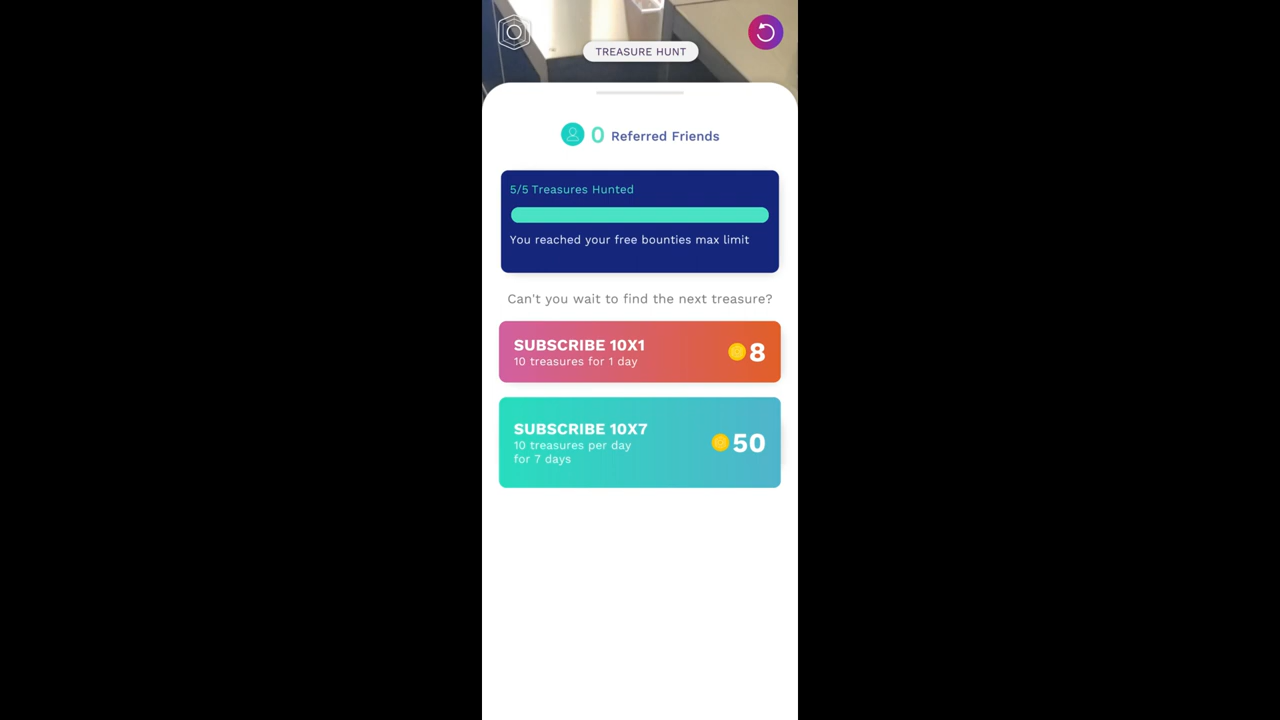 TREASURE HUNT
0 Referred Friends
5/5 Treasures Hunted
You reached your free bounties max limit
Can't you wait to find the next treasure?
SUBSCRIBE 10X1
10 treasures for 1 day
8
SUBSCRIBE 10X7
10 treasures per day
for 7 days
50